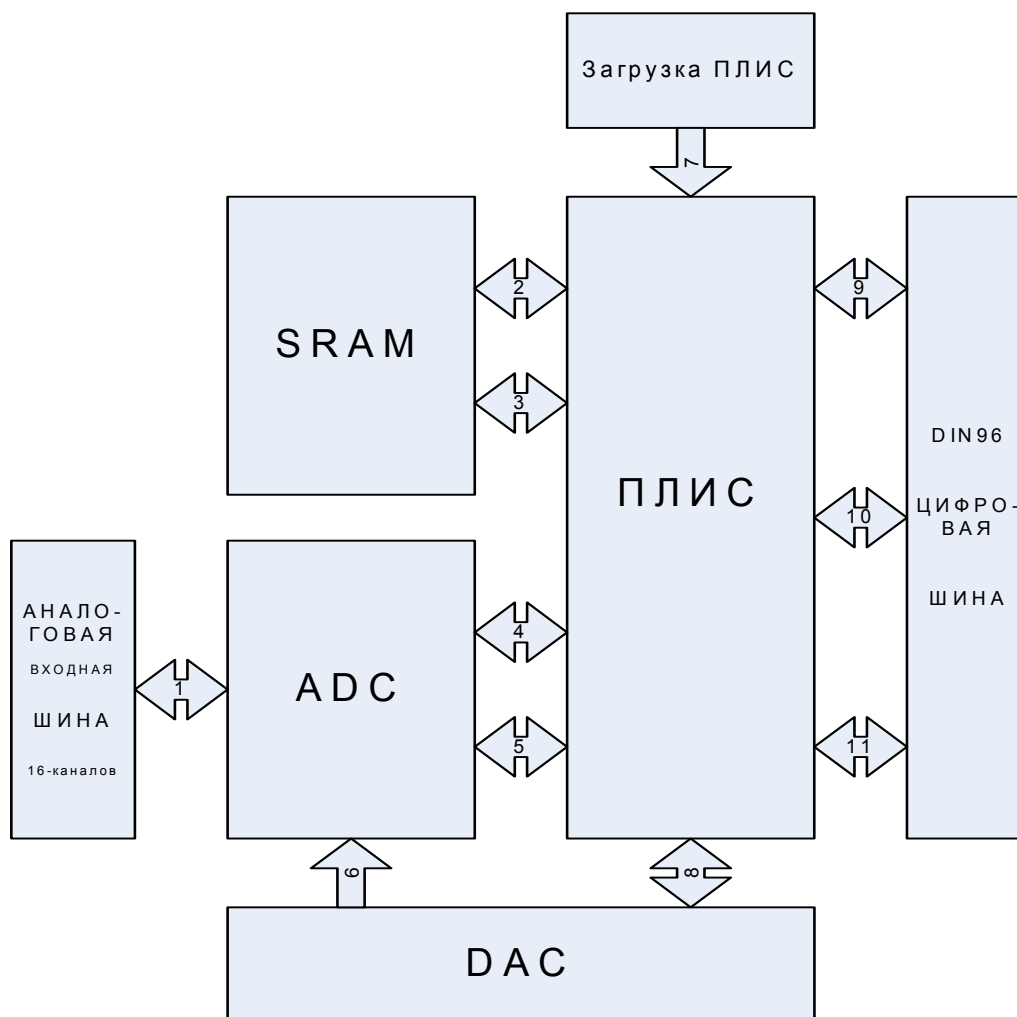 Загрузка ПЛИС
7
SRAM
2
3
ПЛИС
9
10
11
DIN96
ЦИФРО-
ВАЯ
ШИНА
АНАЛО-
ГОВАЯ
ВХОДНАЯ
ШИНА
16-каналов
1
ADC
4
5
6
8
DAC